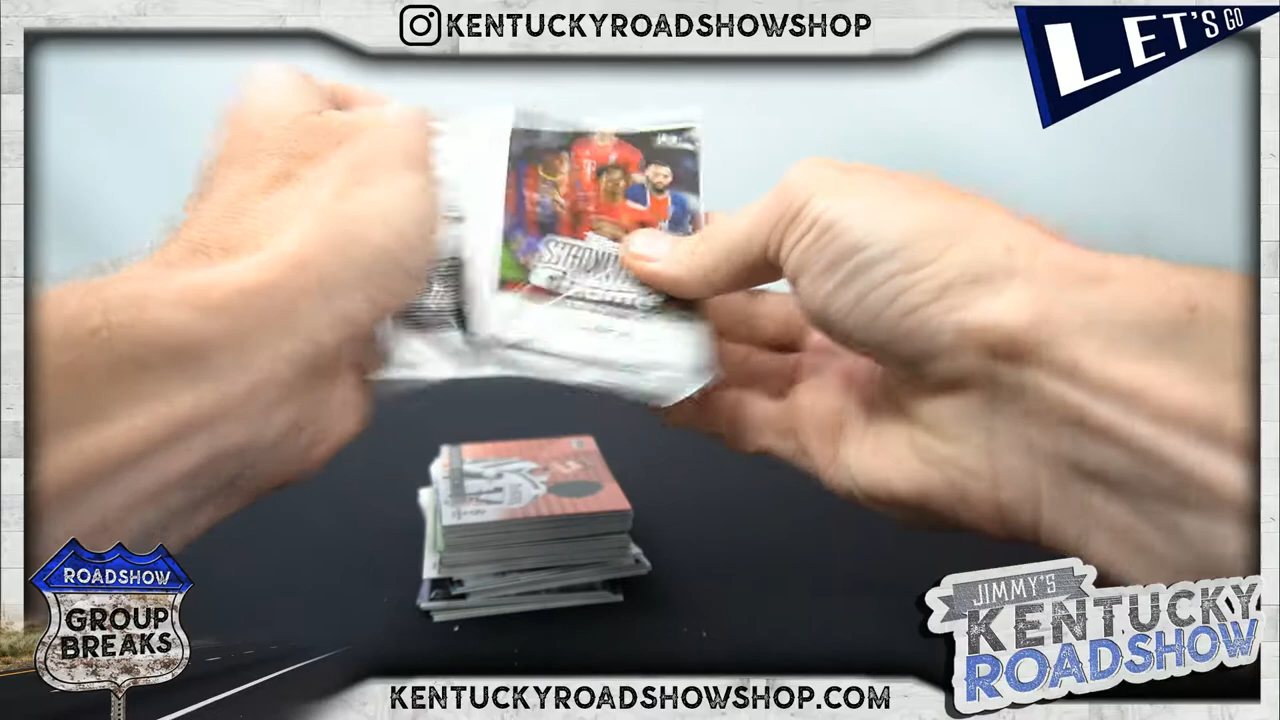 KENTUCKYROADSHOWSHOP
LET'S GO
ROADSHOW
GROUP
BREAKS
JIMMY'S
KENTUCKY
ROADSHOW
KENTUCKYROADSHOWSHOP.COM